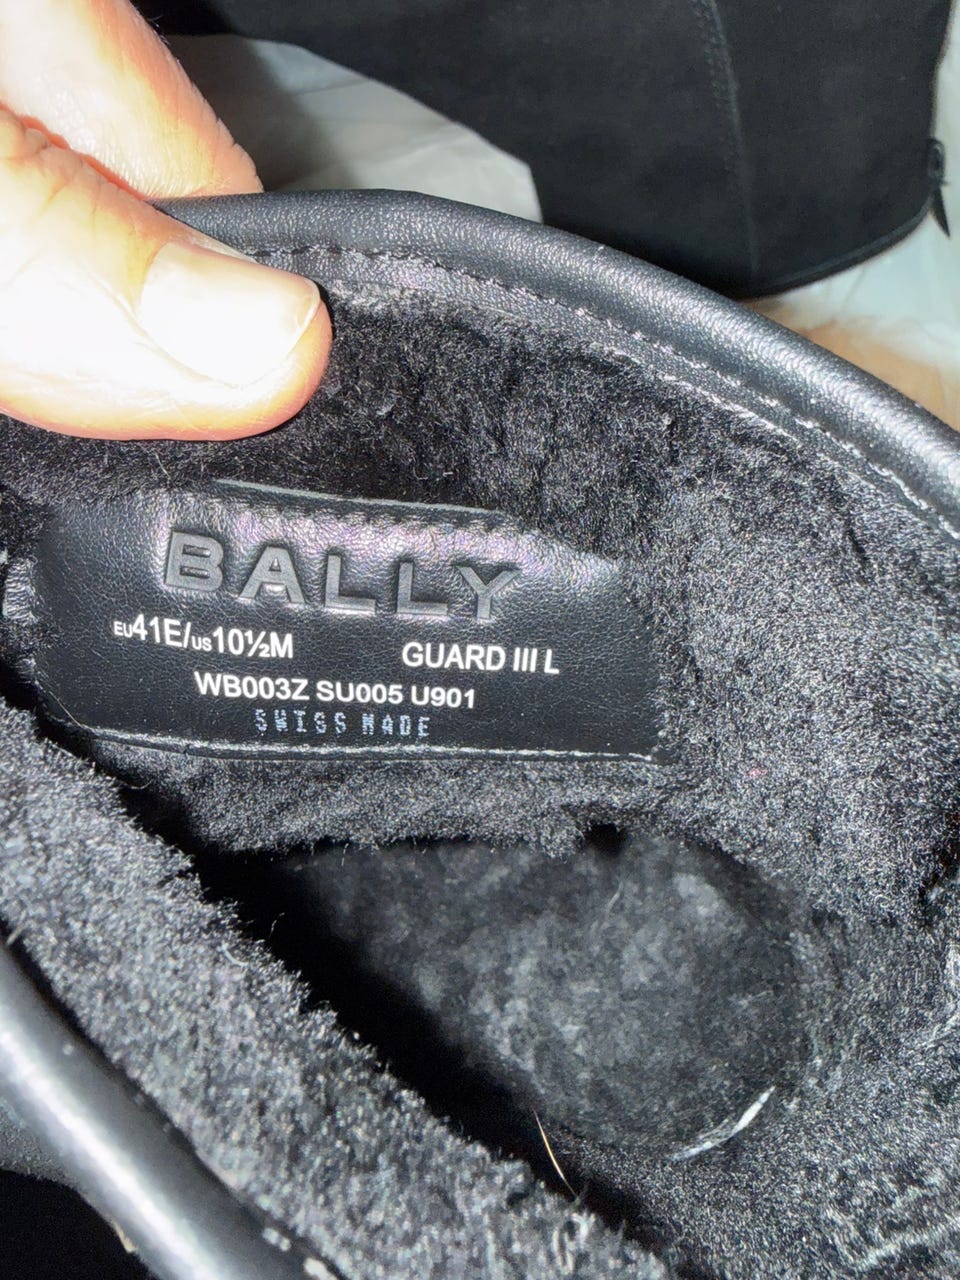 BALLY
EU41E/US10½M GUARD III L
WB003Z SU005 U901
SWISS MADE